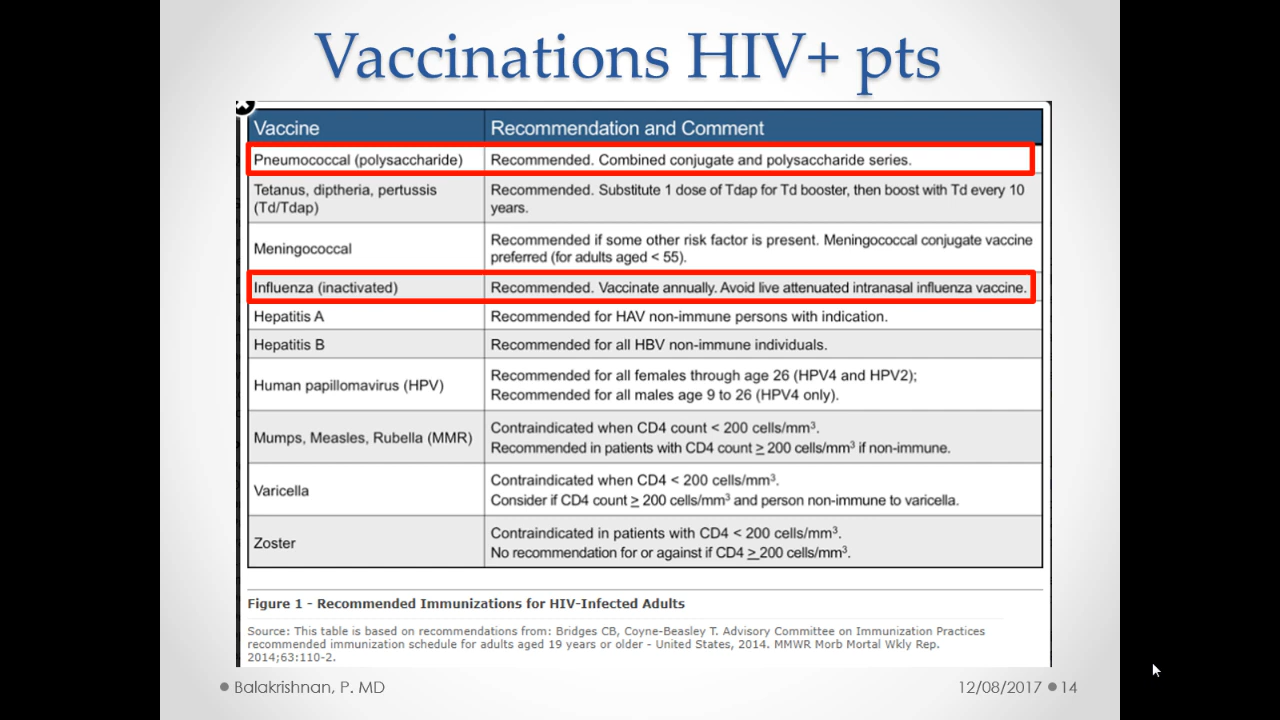 Vaccinations HIV+ pts
Vaccine Recommendation and Comment
Pneumococcal (polysaccharide) Recommended. Combined conjugate and polysaccharide series.
Tetanus, diptheria, pertussis
(Td/Tdap)
Recommended. Substitute 1 dose of Tdap for Td booster, then boost with Td every 10
years.
Meningococcal
Recommended if some other risk factor is present. Meningococcal conjugate vaccine
preferred (for adults aged < 55).
Influenza (inactivated) Recommended. Vaccinate annually. Avoid live attenuated intranasal influenza vaccine.
Hepatitis A Recommended for HAV non-immune persons with indication.
Hepatitis B Recommended for all HBV non-immune individuals.
Human papillomavirus (HPV)
Recommended for all females through age 26 (HPV4 and HPV2);
Recommended for all males age 9 to 26 (HPV4 only).
Mumps, Measles, Rubella (MMR)
Contraindicated when CD4 count < 200 cells/mm³.
Recommended in patients with CD4 count ≥ 200 cells/mm³ if non-immune.
Varicella
Contraindicated when CD4 < 200 cells/mm³.
Consider if CD4 count ≥ 200 cells/mm³ and person non-immune to varicella.
Zoster
Contraindicated in patients with CD4 < 200 cells/mm³.
No recommendation for or against if CD4 ≥ 200 cells/mm³.
Figure 1 - Recommended Immunizations for HIV-Infected Adults
Source: This table is based on recommendations from: Bridges CB, Coyne-Beasley T. Advisory Committee on Immunization Practices
recommended immunization schedule for adults aged 19 years or older - United States, 2014. MMWR Morb Mortal Wkly Rep.
2014;63:110-2.
Balakrishnan, P. MD 12/08/2017 14